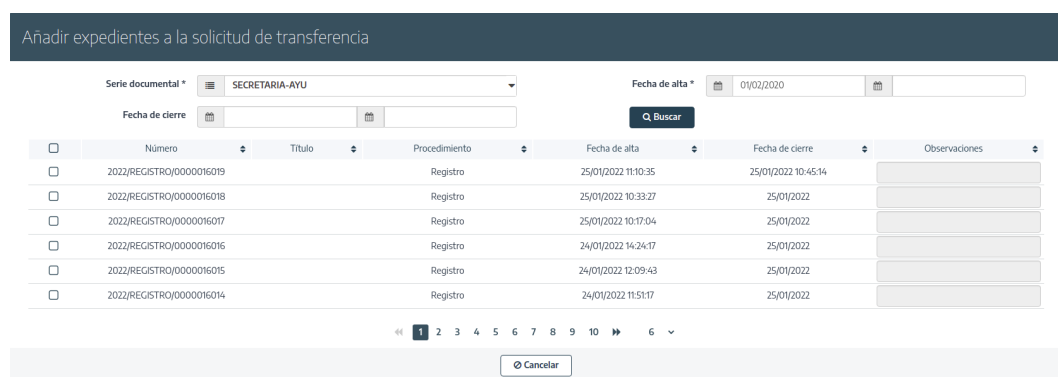 Añadir expedientes a la solicitud de transferencia
Serie documental * SECRETARIA-AYU Fecha de alta * 01/02/2020
Fecha de cierre Buscar
Número Título Procedimiento Fecha de alta Fecha de cierre Observaciones
2022/REGISTRO/0000016019 Registro 25/01/2022 11:10:35 25/01/2022 10:45:14
2022/REGISTRO/0000016018 Registro 25/01/2022 10:33:27 25/01/2022
2022/REGISTRO/0000016017 Registro 25/01/2022 10:17:04 25/01/2022
2022/REGISTRO/0000016016 Registro 24/01/2022 14:24:17 25/01/2022
2022/REGISTRO/0000016015 Registro 24/01/2022 12:09:43 25/01/2022
2022/REGISTRO/0000016014 Registro 24/01/2022 11:51:17 25/01/2022
1 2 3 4 5 6 7 8 9 10 6
Cancelar